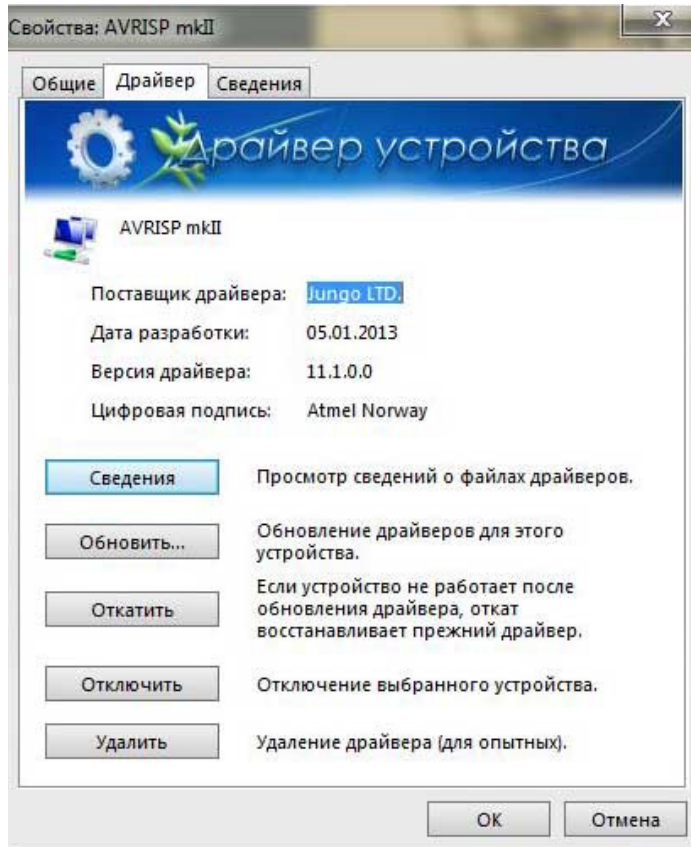 Свойства: AVRISP mkII
x
Общие Драйвер Сведения
Драйвер устройства
AVRISP mkII
Поставщик драйвера: Jungo LTD.
Дата разработки: 05.01.2013
Версия драйвера: 11.1.0.0
Цифровая подпись: Atmel Norway
Сведения Просмотр сведений о файлах драйверов.
Обновить... Обновление драйверов для этого
устройства.
Откатить Если устройство не работает после
обновления драйвера, откат
восстанавливает прежний драйвер.
Отключить Отключение выбранного устройства.
Удалить Удаление драйвера (для опытных).
ОК Отмена